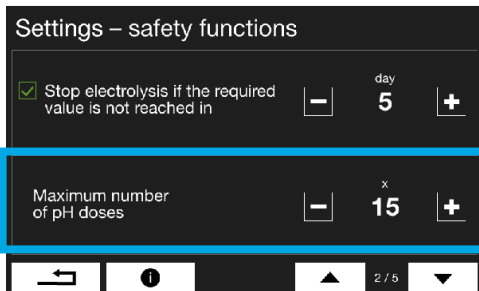 Settings – safety functions
Stop electrolysis if the required
value is not reached in
day
− 5 +
Maximum number
of pH doses
x
− 15 +
i
2/5